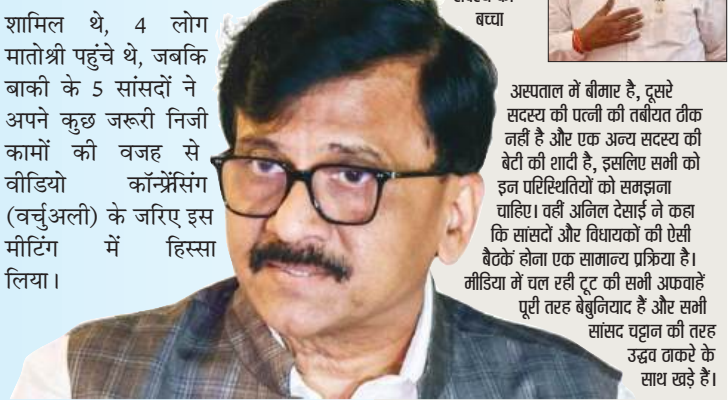 शामिल थे, 4 लोग
मातोश्री पहुंचे थे, जबकि
बाकी के 5 सांसदों ने
अपने कुछ जरूरी निजी
कामों की वजह से
वीडियो कॉन्फ्रेंसिंग
(वर्चुअली) के जरिए इस
मीटिंग में हिस्सा
लिया।
बच्चा
अस्पताल में बीमार है, दूसरे
सदस्य की पत्नी की तबीयत ठीक
नहीं है और एक अन्य सदस्य की
बेटी की शादी है, इसलिए सभी को
इन परिस्थितियों को समझना
चाहिए। वहीं अनिल देसाई ने कहा
कि सांसदों और विधायकों की ऐसी
बैठकें होना एक सामान्य प्रक्रिया है।
मीडिया में चल रही टूट की सभी अफवाहें
पूरी तरह बेबुनियाद हैं और सभी
सांसद चट्टान की तरह
उद्धव ठाकरे के
साथ खड़े हैं।